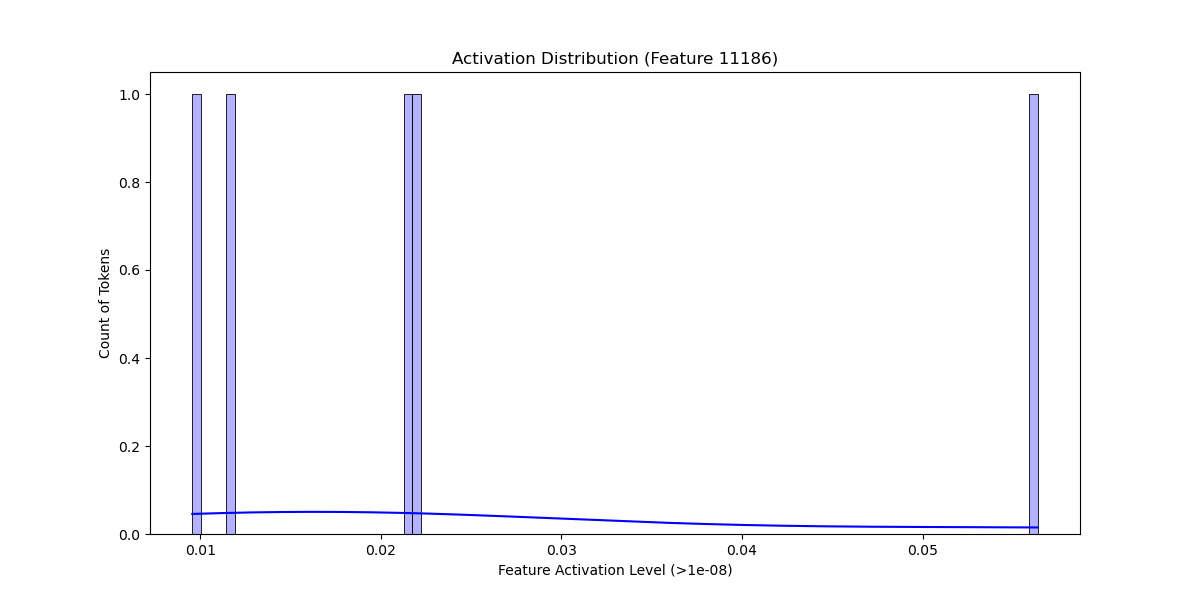 Activation Distribution (Feature 11186)
Count of Tokens
1.0
0.8
0.6
0.4
0.2
0.0
0.01 0.02 0.03 0.04 0.05
Feature Activation Level (>1e-08)